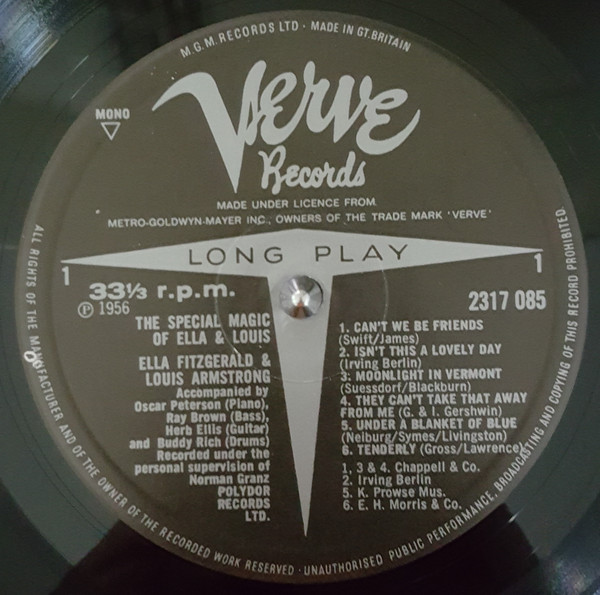 M.G.M. RECORDS LTD · MADE IN GT. BRITAIN
MONO
Verve
Records
MADE UNDER LICENCE FROM
METRO-GOLDWYN-MAYER INC., OWNERS OF THE TRADE MARK 'VERVE'
LONG PLAY
1
1
33⅓ r.p.m.
Ⓟ 1956
2317 085
THE SPECIAL MAGIC
OF ELLA & LOUIS
ELLA FITZGERALD &
LOUIS ARMSTRONG
Accompanied by
Oscar Peterson (Piano),
Ray Brown (Bass),
Herb Ellis (Guitar)
and Buddy Rich (Drums)
Recorded under the
personal supervision of
Norman Granz
POLYDOR
RECORDS
LTD.
1. CAN'T WE BE FRIENDS
(Swift/James)
2. ISN'T THIS A LOVELY DAY
(Irving Berlin)
3. MOONLIGHT IN VERMONT
(Suessdorf/Blackburn)
4. THEY CAN'T TAKE THAT AWAY
FROM ME (G. & I. Gershwin)
5. UNDER A BLANKET OF BLUE
(Neiburg/Symes/Livingston)
6. TENDERLY (Gross/Lawrence)
1, 3 & 4. Chappell & Co.
2. Irving Berlin
5. K. Prowse Mus.
6. E. H. Morris & Co.
ALL RIGHTS OF THE MANUFACTURER AND OF THE OWNER OF THE RECORDED WORK RESERVED · UNAUTHORISED PUBLIC PERFORMANCE, BROADCASTING AND COPYING OF THIS RECORD PROHIBITED.